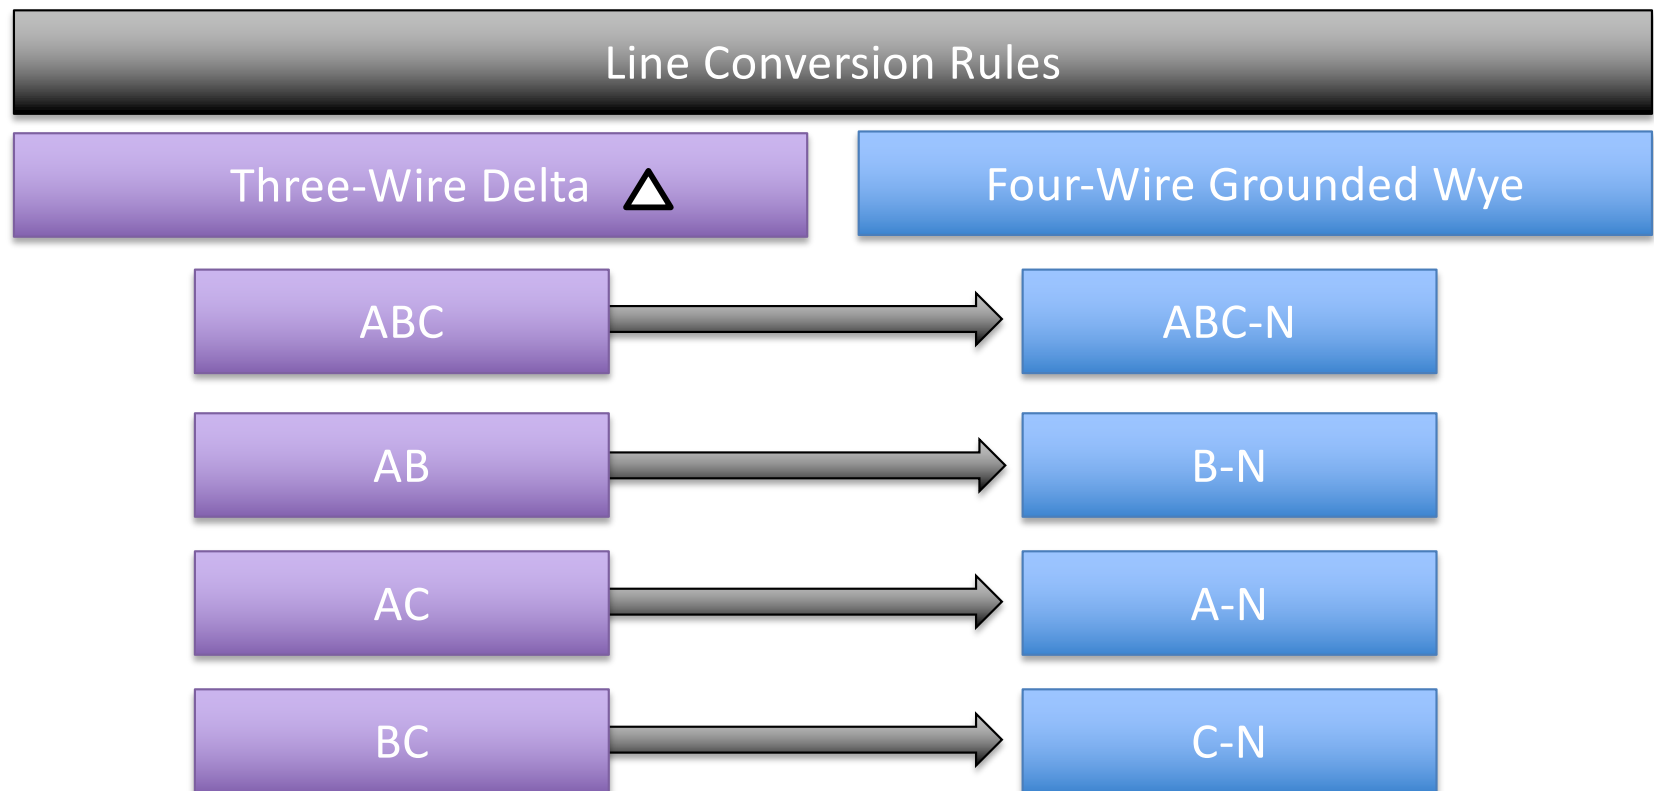 Line Conversion Rules
Three-Wire Delta
Four-Wire Grounded Wye
ABC
ABC-N
AB
B-N
AC
A-N
BC
C-N